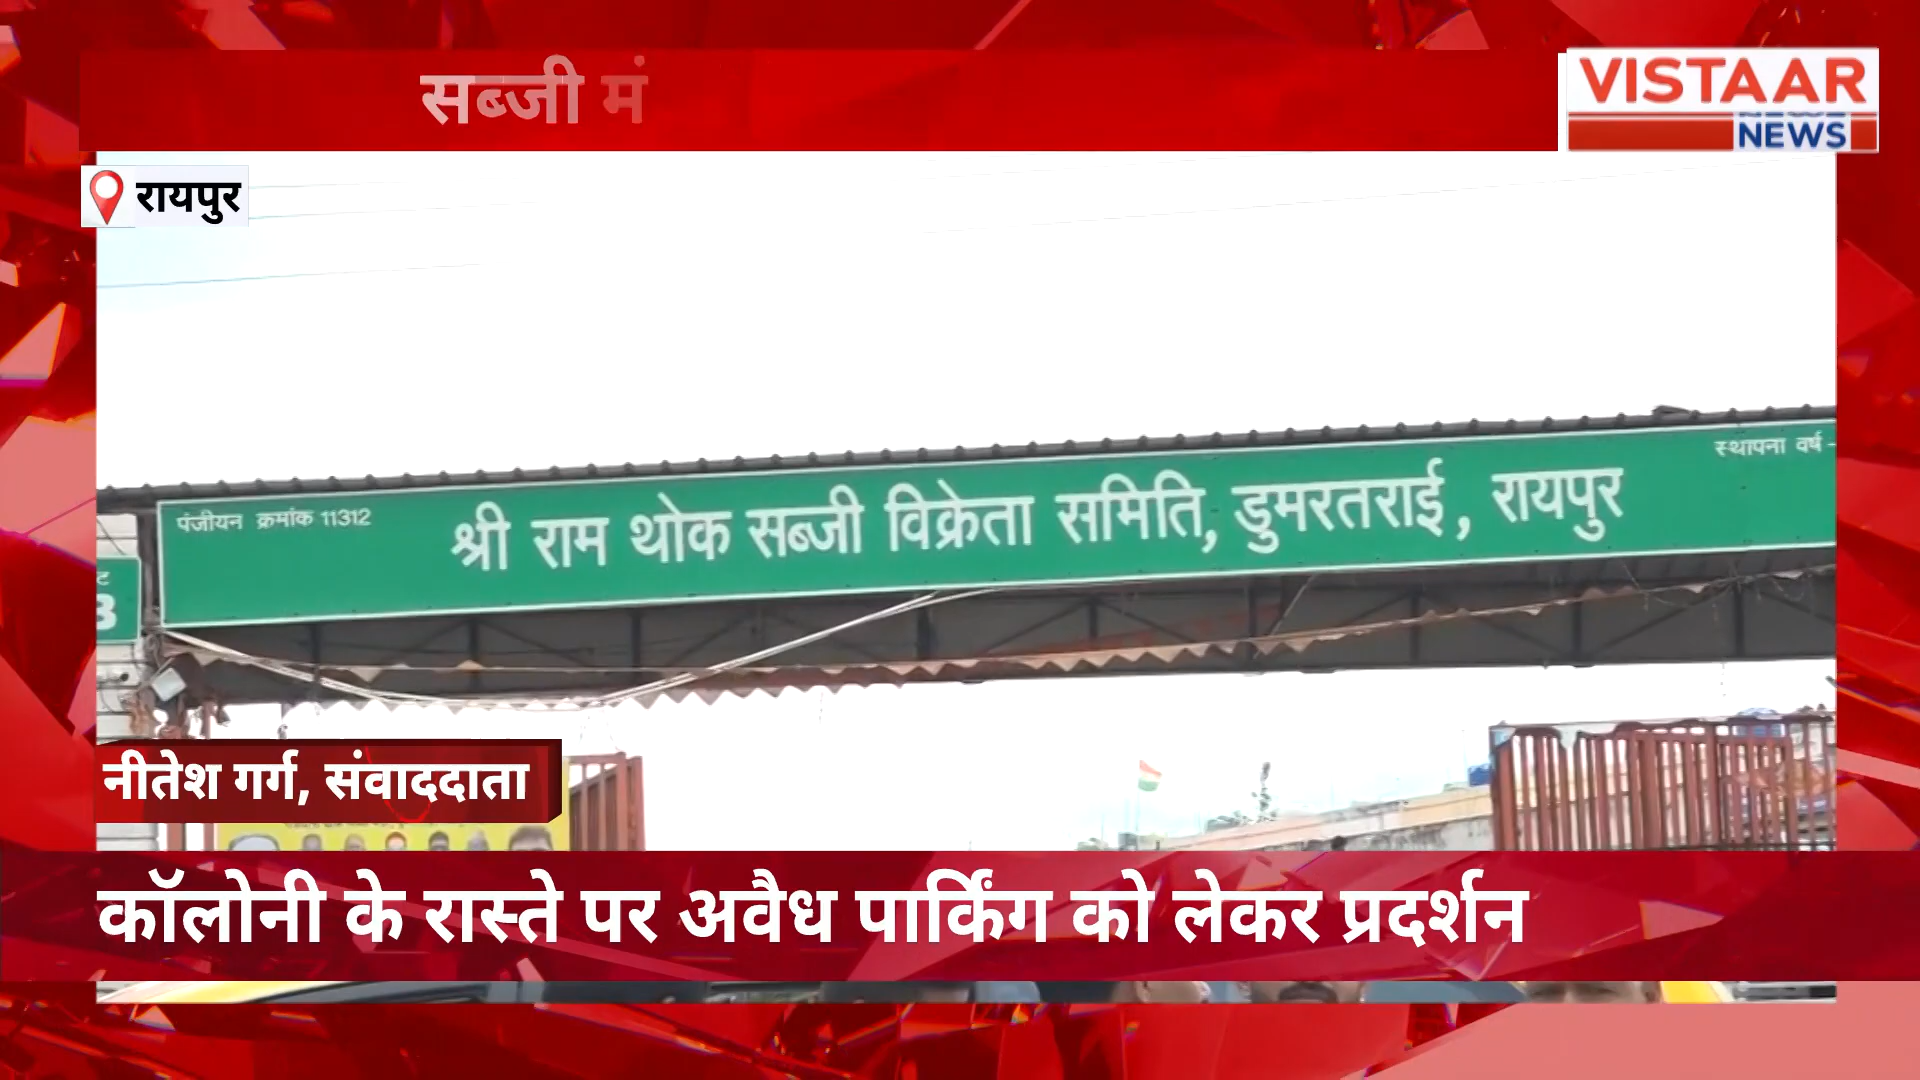 सब्जी मं
VISTAAR
NEWS
रायपुर
स्थापना वर्ष -
पंजीयन क्रमांक 11312
श्री राम थोक सब्जी विक्रेता समिति, डुमरतराई, रायपुर
नीतेश गर्ग, संवाददाता
कॉलोनी के रास्ते पर अवैध पार्किंग को लेकर प्रदर्शन